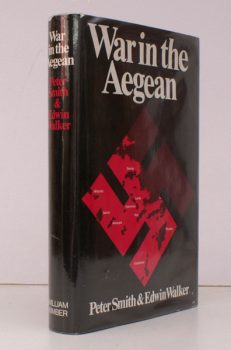 War
in the
Aegean
Peter
Smith
&
Edwin
Walker
WILLIAM
KIMBER
War in the
Aegean
Peter Smith & Edwin Walker